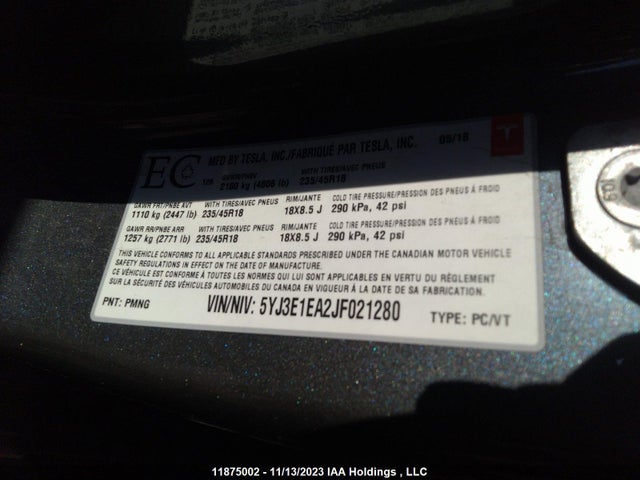 EC
MFD BY TESLA, INC./FABRIQUÉ PAR TESLA, INC. 05/18
GVWR/PNBV WITH TIRES/AVEC PNEUS
2180 kg (4806 lb) 235/45R18
GAWR FRT/PNBE AVT WITH TIRES/AVEC PNEUS RIM/JANTE COLD TIRE PRESSURE/PRESSION DES PNEUS À FROID
1110 kg (2447 lb) 235/45R18 18X8.5 J 290 kPa, 42 psi
GAWR RR/PNBE ARR WITH TIRES/AVEC PNEUS RIM/JANTE COLD TIRE PRESSURE/PRESSION DES PNEUS À FROID
1257 kg (2771 lb) 235/45R18 18X8.5 J 290 kPa, 42 psi
THIS VEHICLE CONFORMS TO ALL APPLICABLE STANDARDS PRESCRIBED UNDER THE CANADIAN MOTOR VEHICLE
SAFETY REGULATIONS IN EFFECT ON THE DATE OF MANUFACTURE.
CE VÉHICULE EST CONFORME À TOUTES LES NORMES QUI LUI SONT APPLICABLES EN VERTU DU RÈGLEMENT
SUR LA SÉCURITÉ DES VÉHICULES AUTOMOBILES DU CANADA EN VIGUEUR À LA DATE DE SA FABRICATION.
PNT: PMNG VIN/NIV: 5YJ3E1EA2JF021280 TYPE: PC/VT
11875002 - 11/13/2023 IAA Holdings , LLC